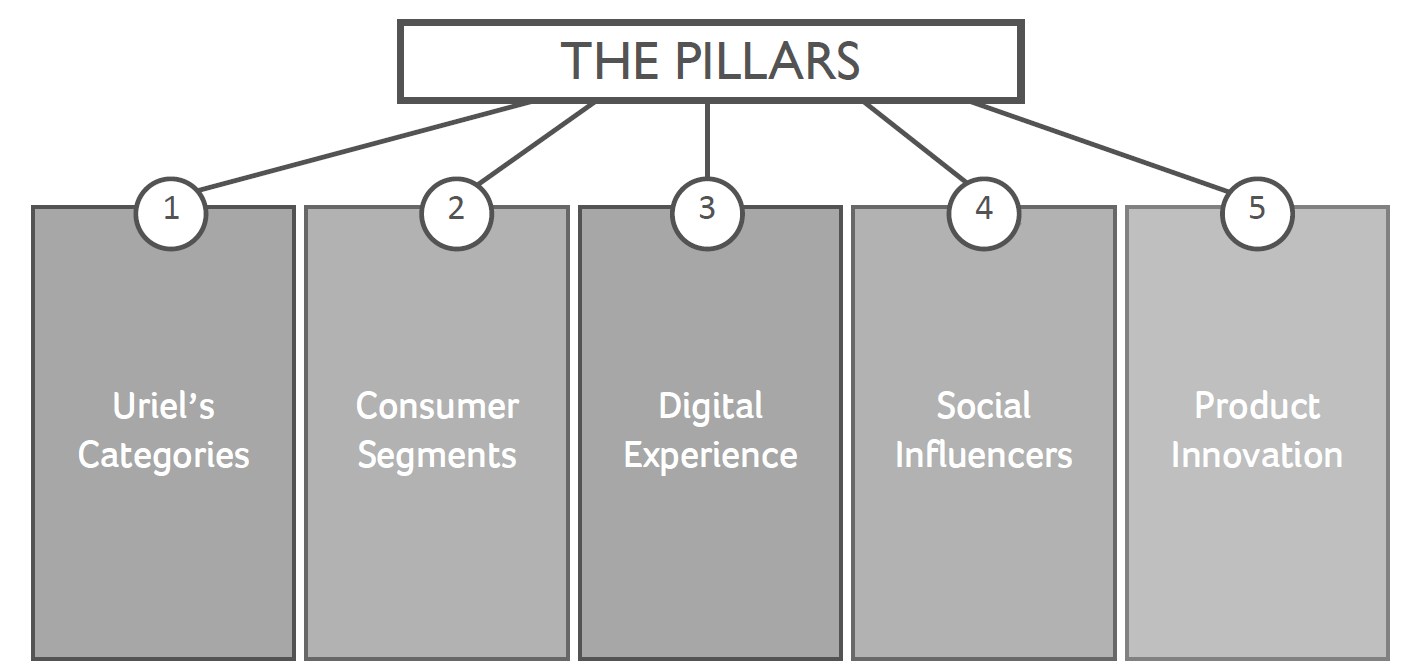 THE PILLARS
1
2
3
4
5
Uriel’s
Categories
Consumer
Segments
Digital
Experience
Social
Influencers
Product
Innovation